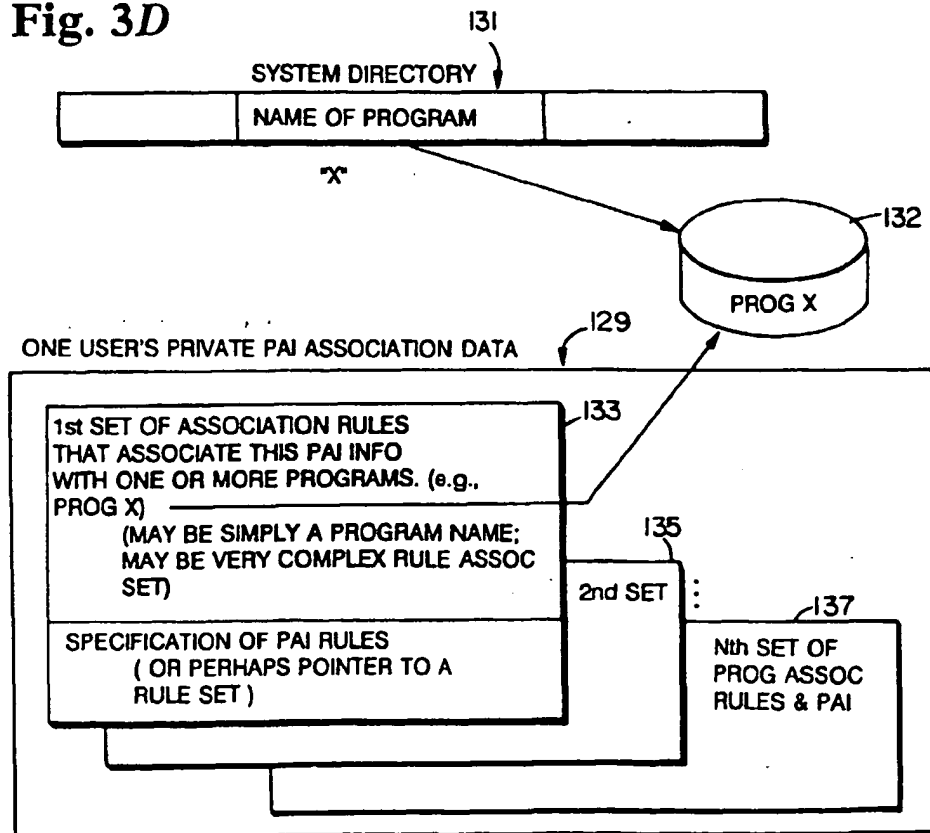 Fig. 3D
131
SYSTEM DIRECTORY
NAME OF PROGRAM
"X"
132
PROG X
129
ONE USER'S PRIVATE PAI ASSOCIATION DATA
133
1st SET OF ASSOCIATION RULES
THAT ASSOCIATE THIS PAI INFO
WITH ONE OR MORE PROGRAMS. (e.g.,
PROG X)
(MAY BE SIMPLY A PROGRAM NAME;
MAY BE VERY COMPLEX RULE ASSOC
SET)
SPECIFICATION OF PAI RULES
( OR PERHAPS POINTER TO A
RULE SET )
135
2nd SET
137
Nth SET OF
PROG ASSOC
RULES & PAI